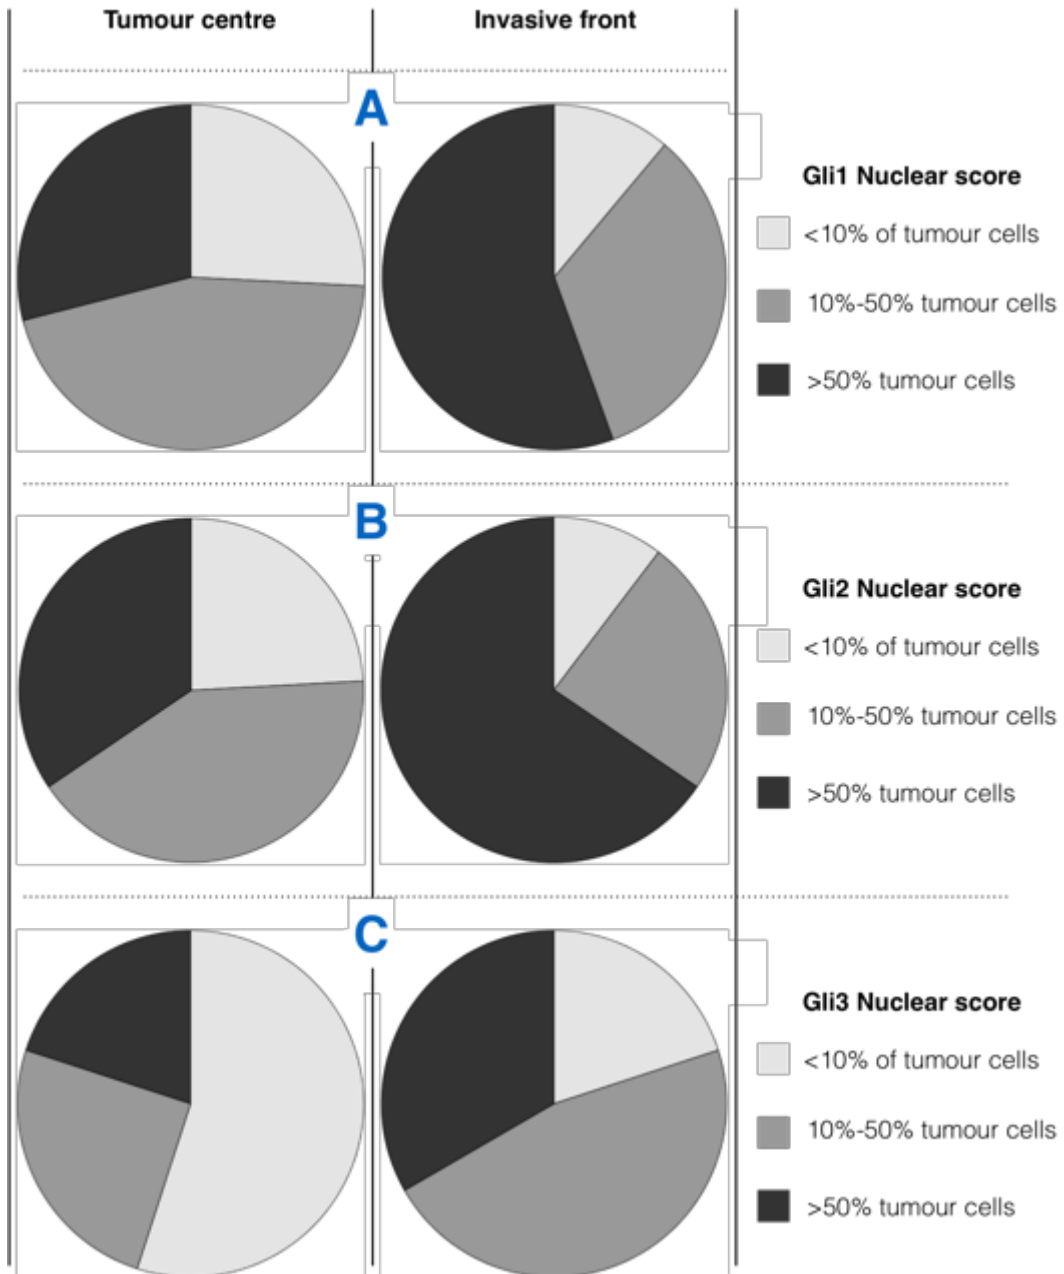 Tumour centre
Invasive front
A
Gli1 Nuclear score
<10% of tumour cells
10%-50% tumour cells
>50% tumour cells
B
Gli2 Nuclear score
<10% of tumour cells
10%-50% tumour cells
>50% tumour cells
C
Gli3 Nuclear score
<10% of tumour cells
10%-50% tumour cells
>50% tumour cells